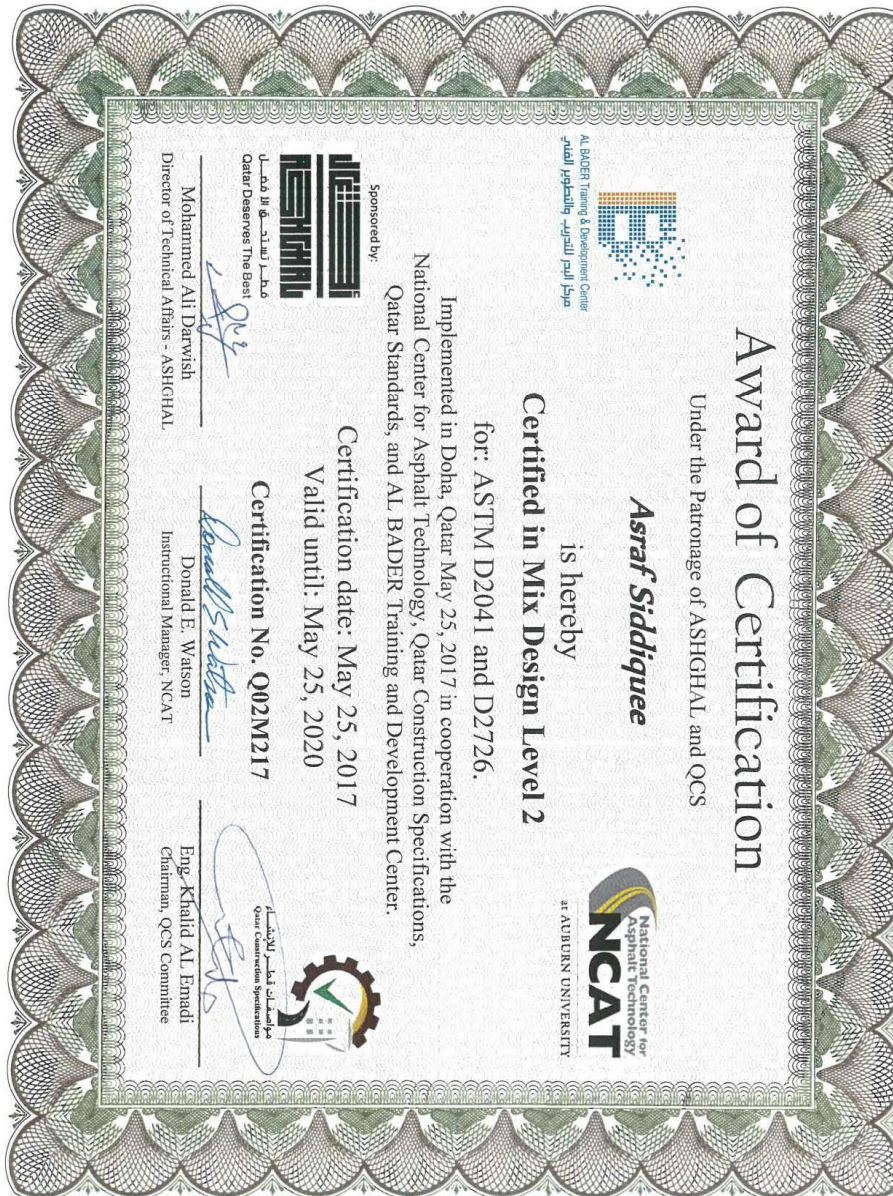 Award of Certification
Under the Patronage of ASHGHAL and QCS
AL BADER Training & Development Center
مركز البدر للتدريب والتطوير الفني
National Center for
Asphalt Technology
NCAT
at AUBURN UNIVERSITY
Asraf Siddiquee
is hereby
Certified in Mix Design Level 2
for: ASTM D2041 and D2726.
Implemented in Doha, Qatar May 25, 2017 in cooperation with the
National Center for Asphalt Technology, Qatar Construction Specifications,
Qatar Standards, and AL BADER Training and Development Center.
Sponsored by:
أشغال
ASHGHAL
قطر تستحق الأفضل
Qatar Deserves The Best
Certification date: May 25, 2017
Valid until: May 25, 2020
Certification No. Q02M217
مواصفات قطر للإنشاء
Qatar Construction Specifications
Mohammed Ali Darwish
Director of Technical Affairs - ASHGHAL
Donald E. Watson
Instructional Manager, NCAT
Eng. Khalid AL Emadi
Chairman, QCS Committee